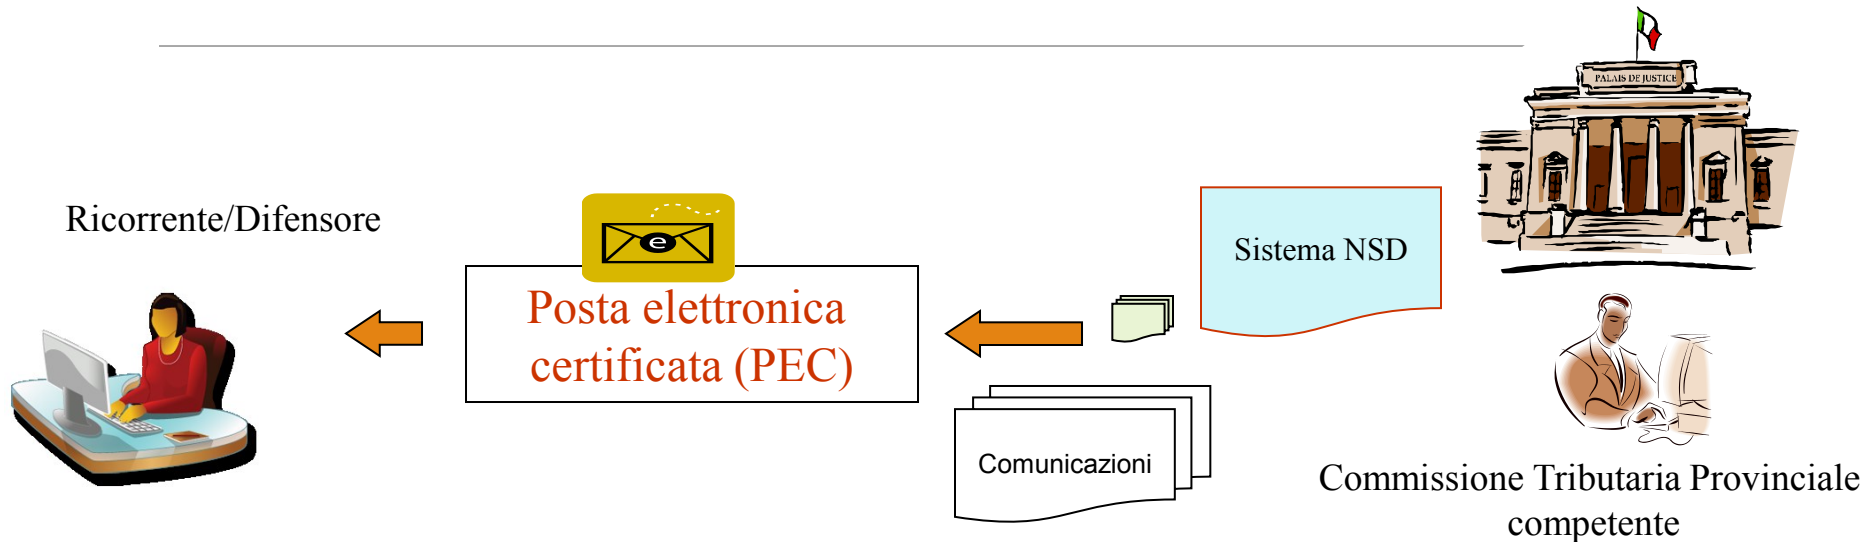 PALAIS DE JUSTICE
Ricorrente/Difensore
e
Posta elettronica
certificata (PEC)
Sistema NSD
Comunicazioni
Commissione Tributaria Provinciale
competente